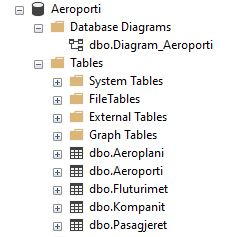 Aeroporti
Database Diagrams
dbo.Diagram_Aeroporti
Tables
System Tables
FileTables
External Tables
Graph Tables
dbo.Aeroplani
dbo.Aeroporti
dbo.Fluturimet
dbo.Kompanit
dbo.Pasagjeret